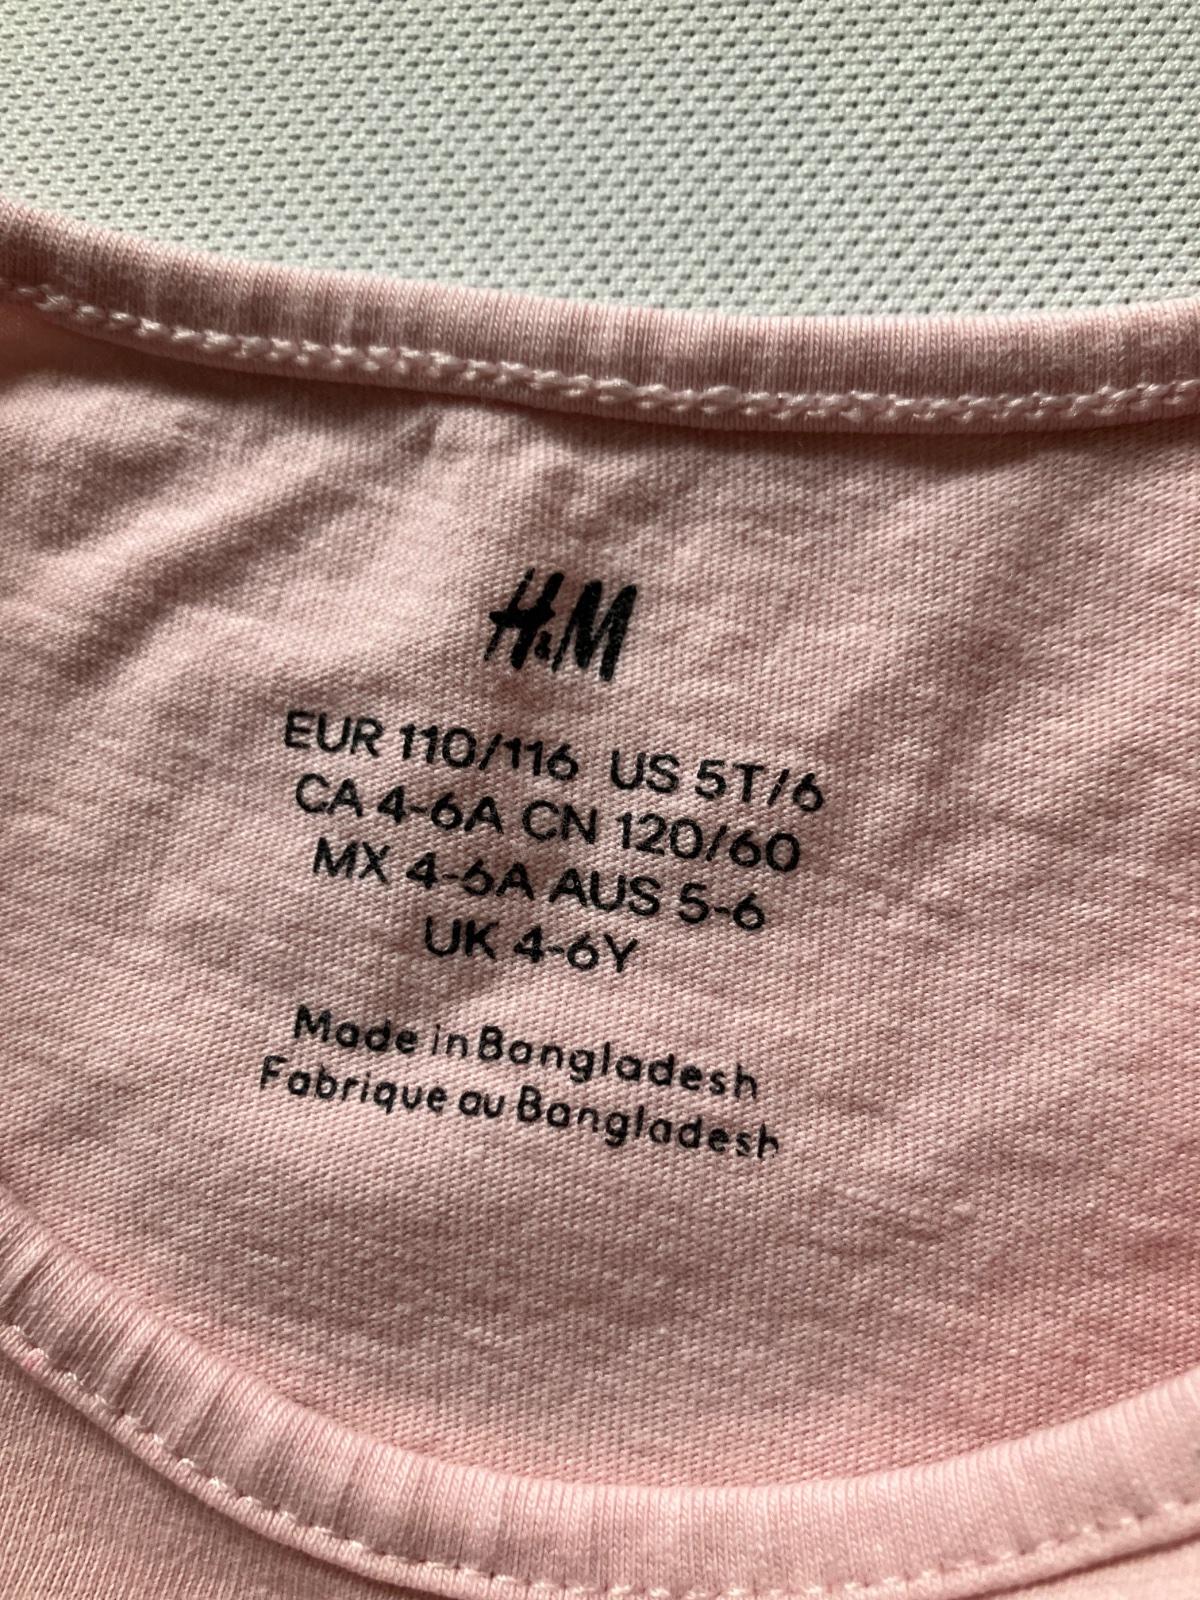 H&M
EUR 110/116 US 5T/6
CA 4-6A CN 120/60
MX 4-6A AUS 5-6
UK 4-6Y
Made in Bangladesh
Fabrique au Bangladesh